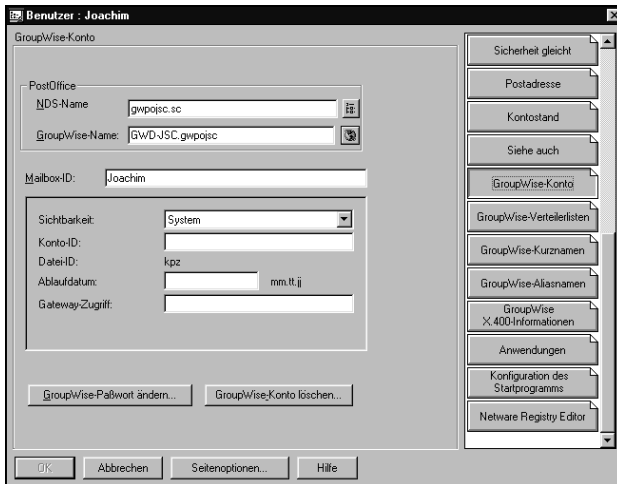 Benutzer : Joachim
GroupWise-Konto
PostOffice
NDS-Name
gwpojsc.sc
GroupWise-Name:
GWD-JSC.gwpojsc
Mailbox-ID:
Joachim
Sichtbarkeit:
System
Konto-ID:
Datei-ID:
kpz
Ablaufdatum:
mm.tt.jj
Gateway-Zugriff:
GroupWise-Paßwort ändern...
GroupWise-Konto löschen...
OK
Abbrechen
Seitenoptionen...
Hilfe
Sicherheit gleicht
Postadresse
Kontostand
Siehe auch
GroupWise-Konto
GroupWise-Verteilerlisten
GroupWise-Kurznamen
GroupWise-Aliasnamen
GroupWise
X.400-Informationen
Anwendungen
Konfiguration des
Startprogramms
Netware Registry Editor